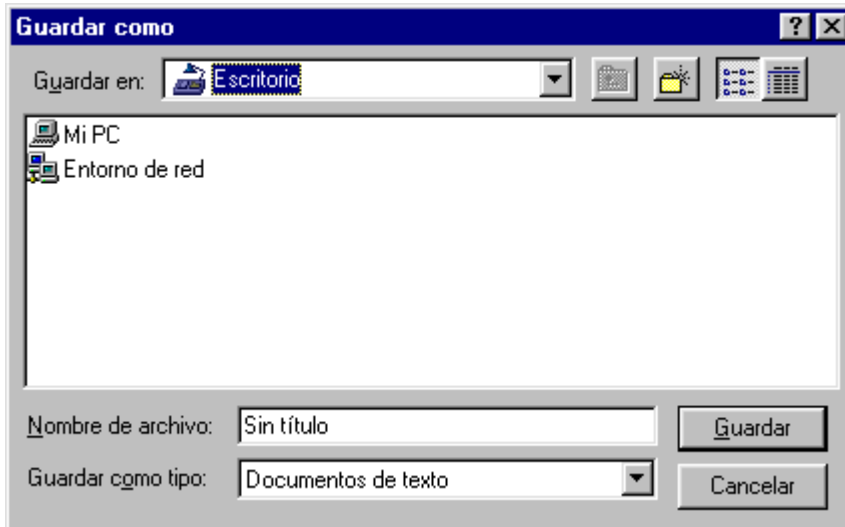 Guardar como
Guardar en: Escritorio
Mi PC
Entorno de red
Nombre de archivo: Sin título Guardar
Guardar como tipo: Documentos de texto Cancelar